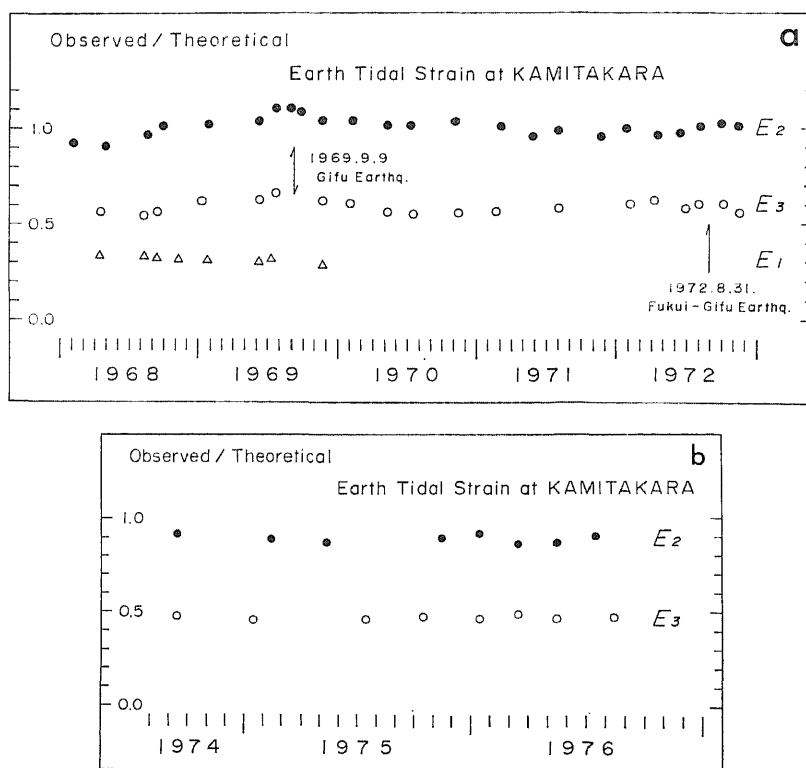 a
Observed / Theoretical
Earth Tidal Strain at KAMITAKARA
1.0
E2
1969.9.9
Gifu Earthq.
E3
0.5
E1
1972.8.31.
Fukui-Gifu Earthq.
0.0
1968 1969 1970 1971 1972
b
Observed / Theoretical
Earth Tidal Strain at KAMITAKARA
1.0
E2
0.5
E3
0.0
1974 1975 1976